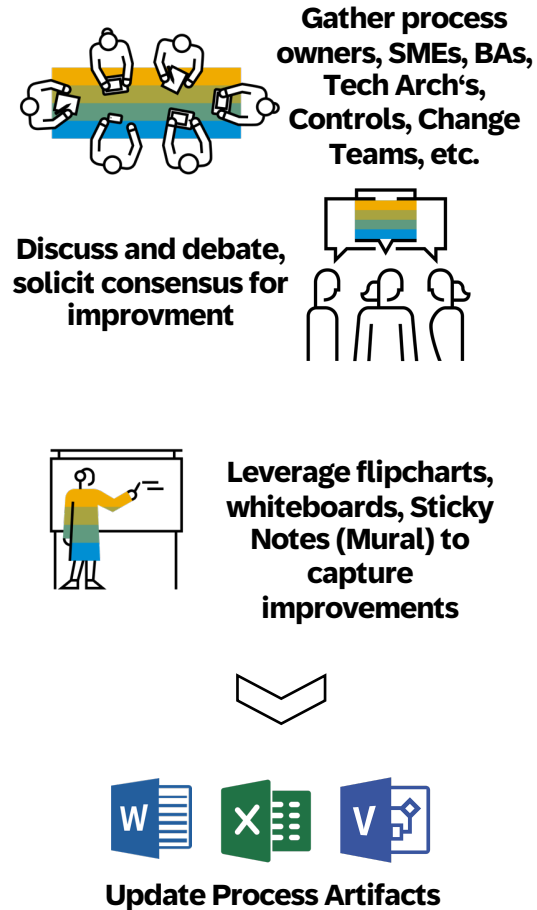 Gather process
owners, SMEs, BAs,
Tech Arch‘s,
Controls, Change
Teams, etc.
Discuss and debate,
solicit consensus for
improvment
Leverage flipcharts,
whiteboards, Sticky
Notes (Mural) to
capture
improvements
W
X
V
Update Process Artifacts